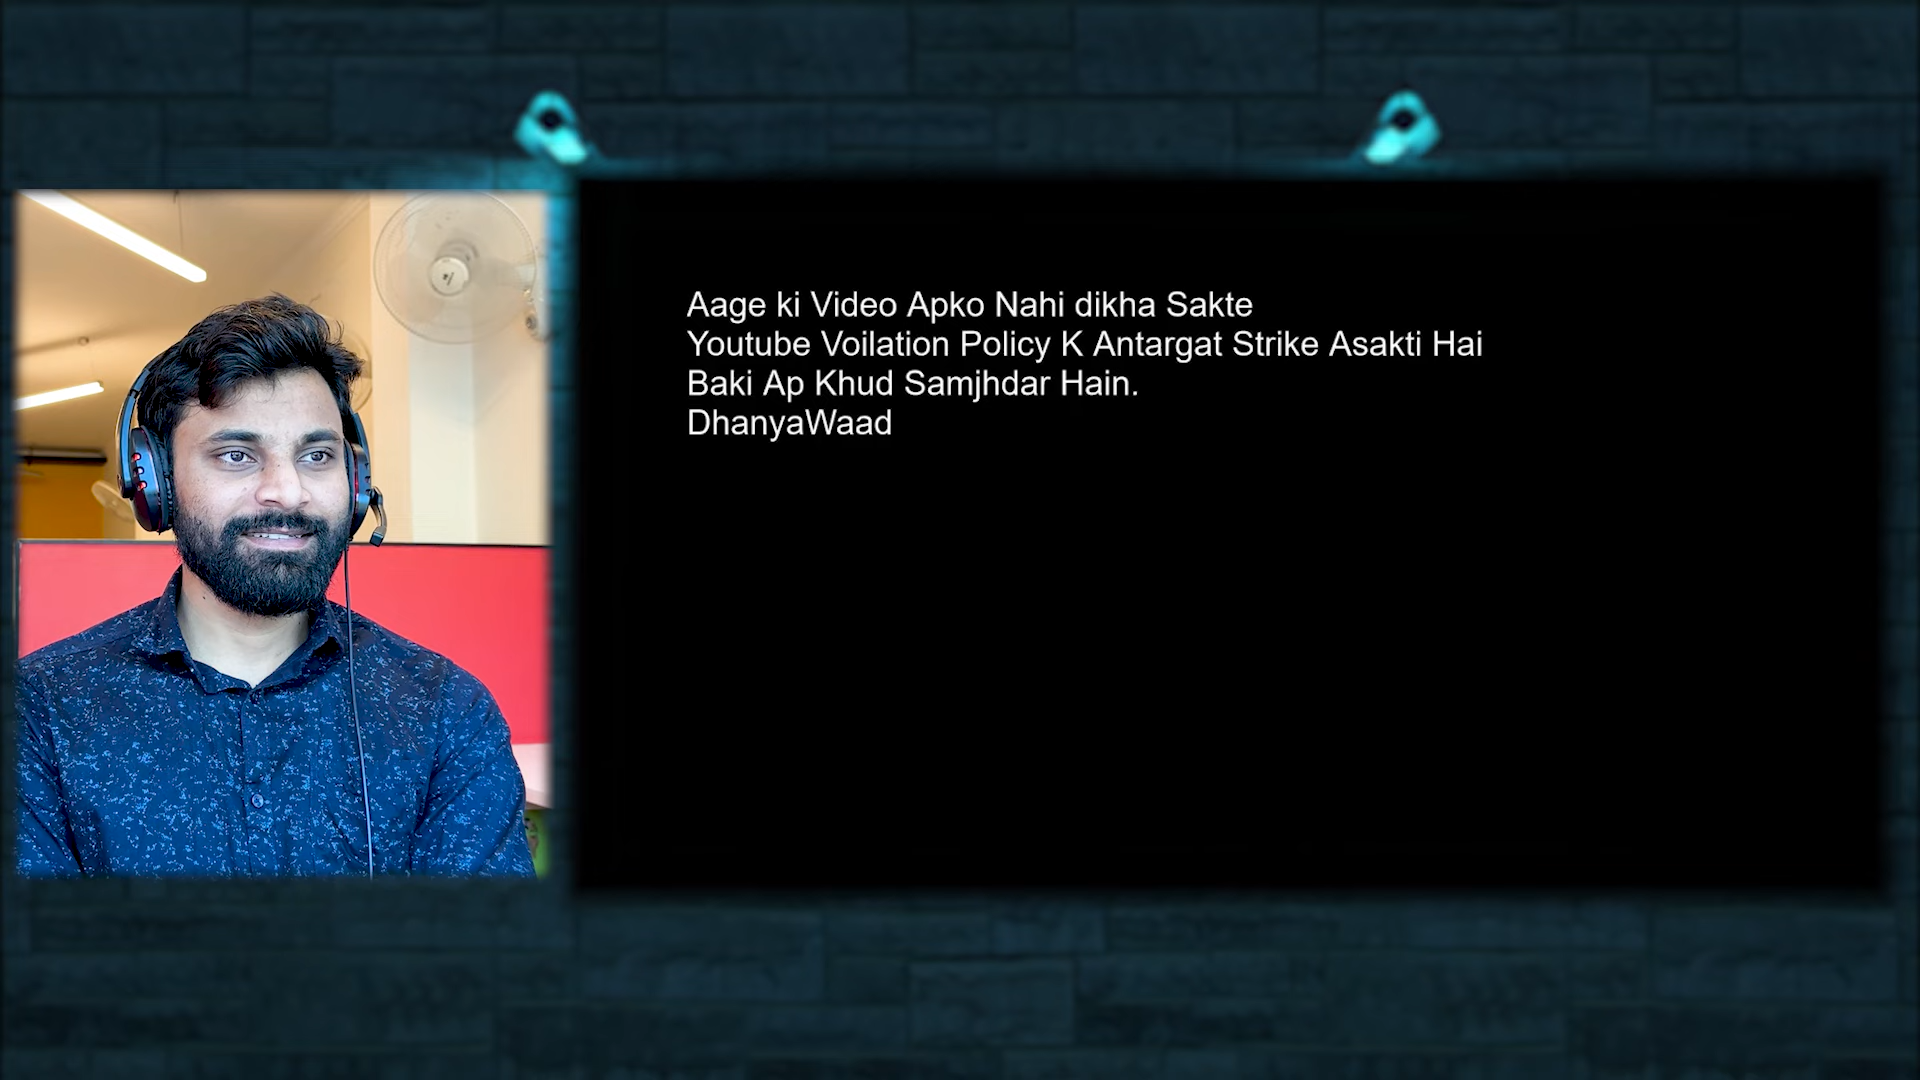 Aage ki Video Apko Nahi dikha Sakte
Youtube Voilation Policy K Antargat Strike Asakti Hai
Baki Ap Khud Samjhdar Hain.
DhanyaWaad